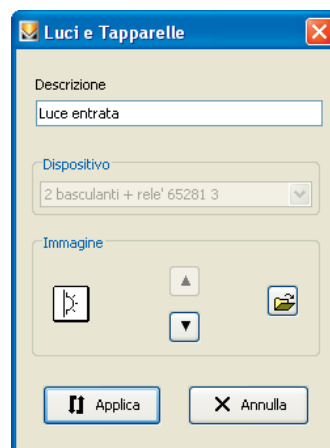 Luci e Tapparelle
Descrizione
Luce entrata
Dispositivo
2 basculanti + rele' 65281 3
Immagine
Applica
Annulla